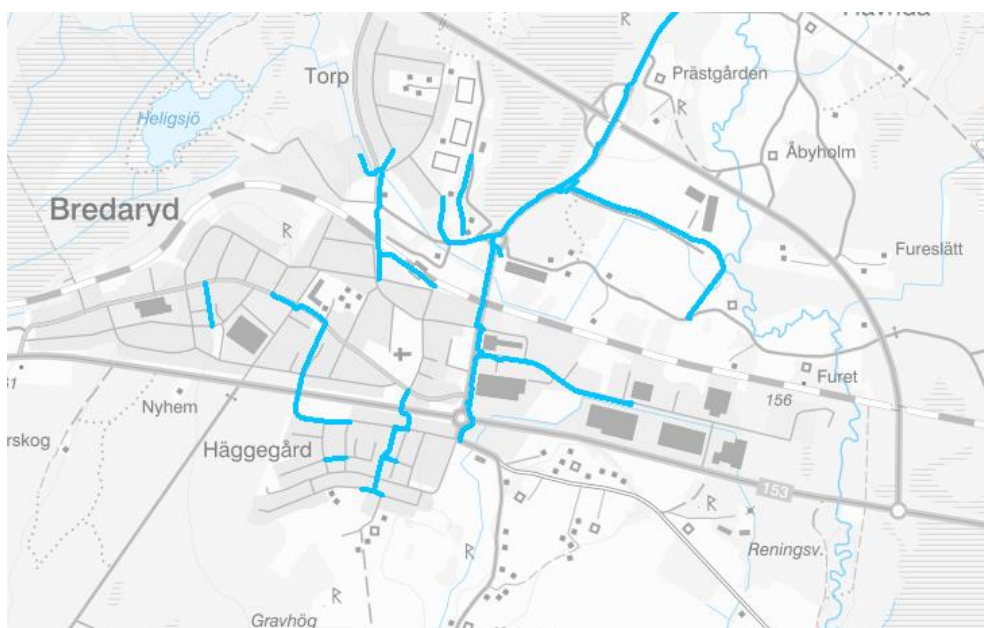 Torp
Prästgården
Heligsjö
Åbyholm
Bredaryd
R
R
R
Fureslätt
Furet
156
Nyhem
rskog
Häggegård
153
R
R
Reningsv.
R
Gravhög